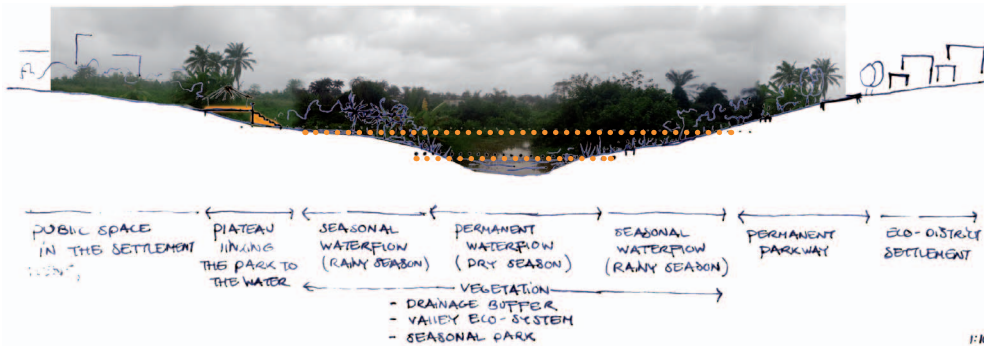 PUBLIC SPACE
IN THE SETTLEMENT
PLATEAU
LINKING
THE PARK TO
THE WATER
SEASONAL
WATERFLOW
(RAINY SEASON)
PERMANENT
WATERFLOW
(DRY SEASON)
SEASONAL
WATERFLOW
(RAINY SEASON)
PERMANENT
PARKWAY
ECO-DISTRICT
SETTLEMENT
VEGETATION
- DRAINAGE BUFFER
- VALLEY ECO-SYSTEM
- SEASONAL PARK